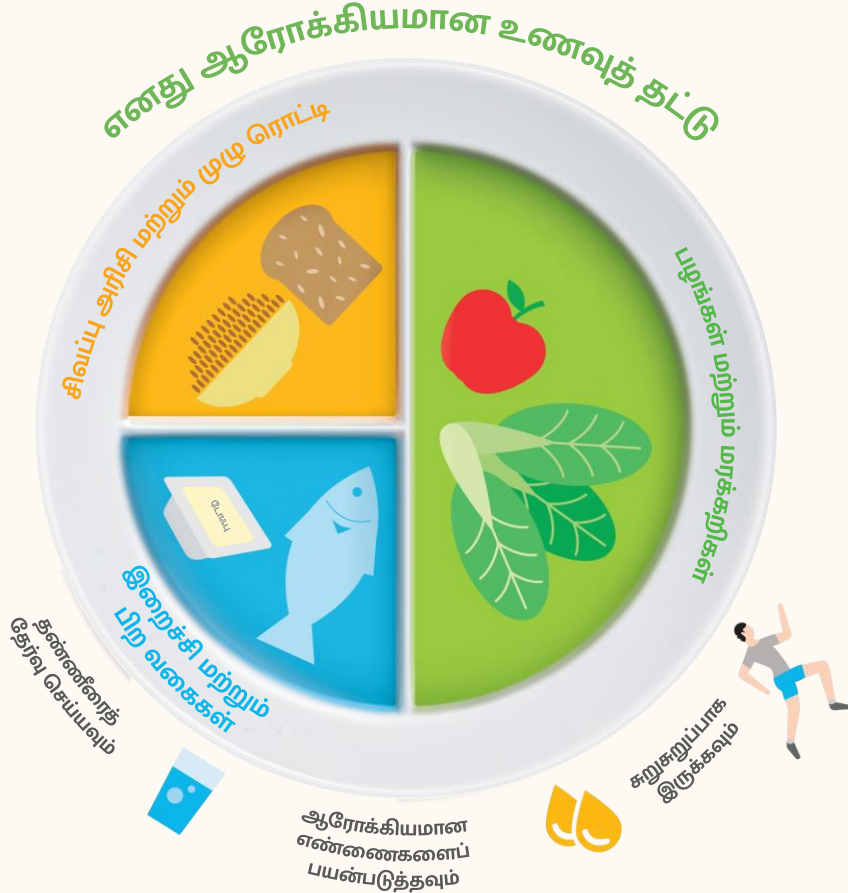 எனது ஆரோக்கியமான உணவுத் தட்டு
சிவப்பு அரிசி மற்றும் முழு ரொட்டி
பழங்கள் மற்றும் மரக்கறிகள்
டோஃபு
இறைச்சி மற்றும்
பிற வகைகள்
தண்ணீரைத்
தேர்வு செய்யவும்
ஆரோக்கியமான
எண்ணைகளைப்
பயன்படுத்தவும்
சுறுசுறுப்பாக
இருக்கவும்